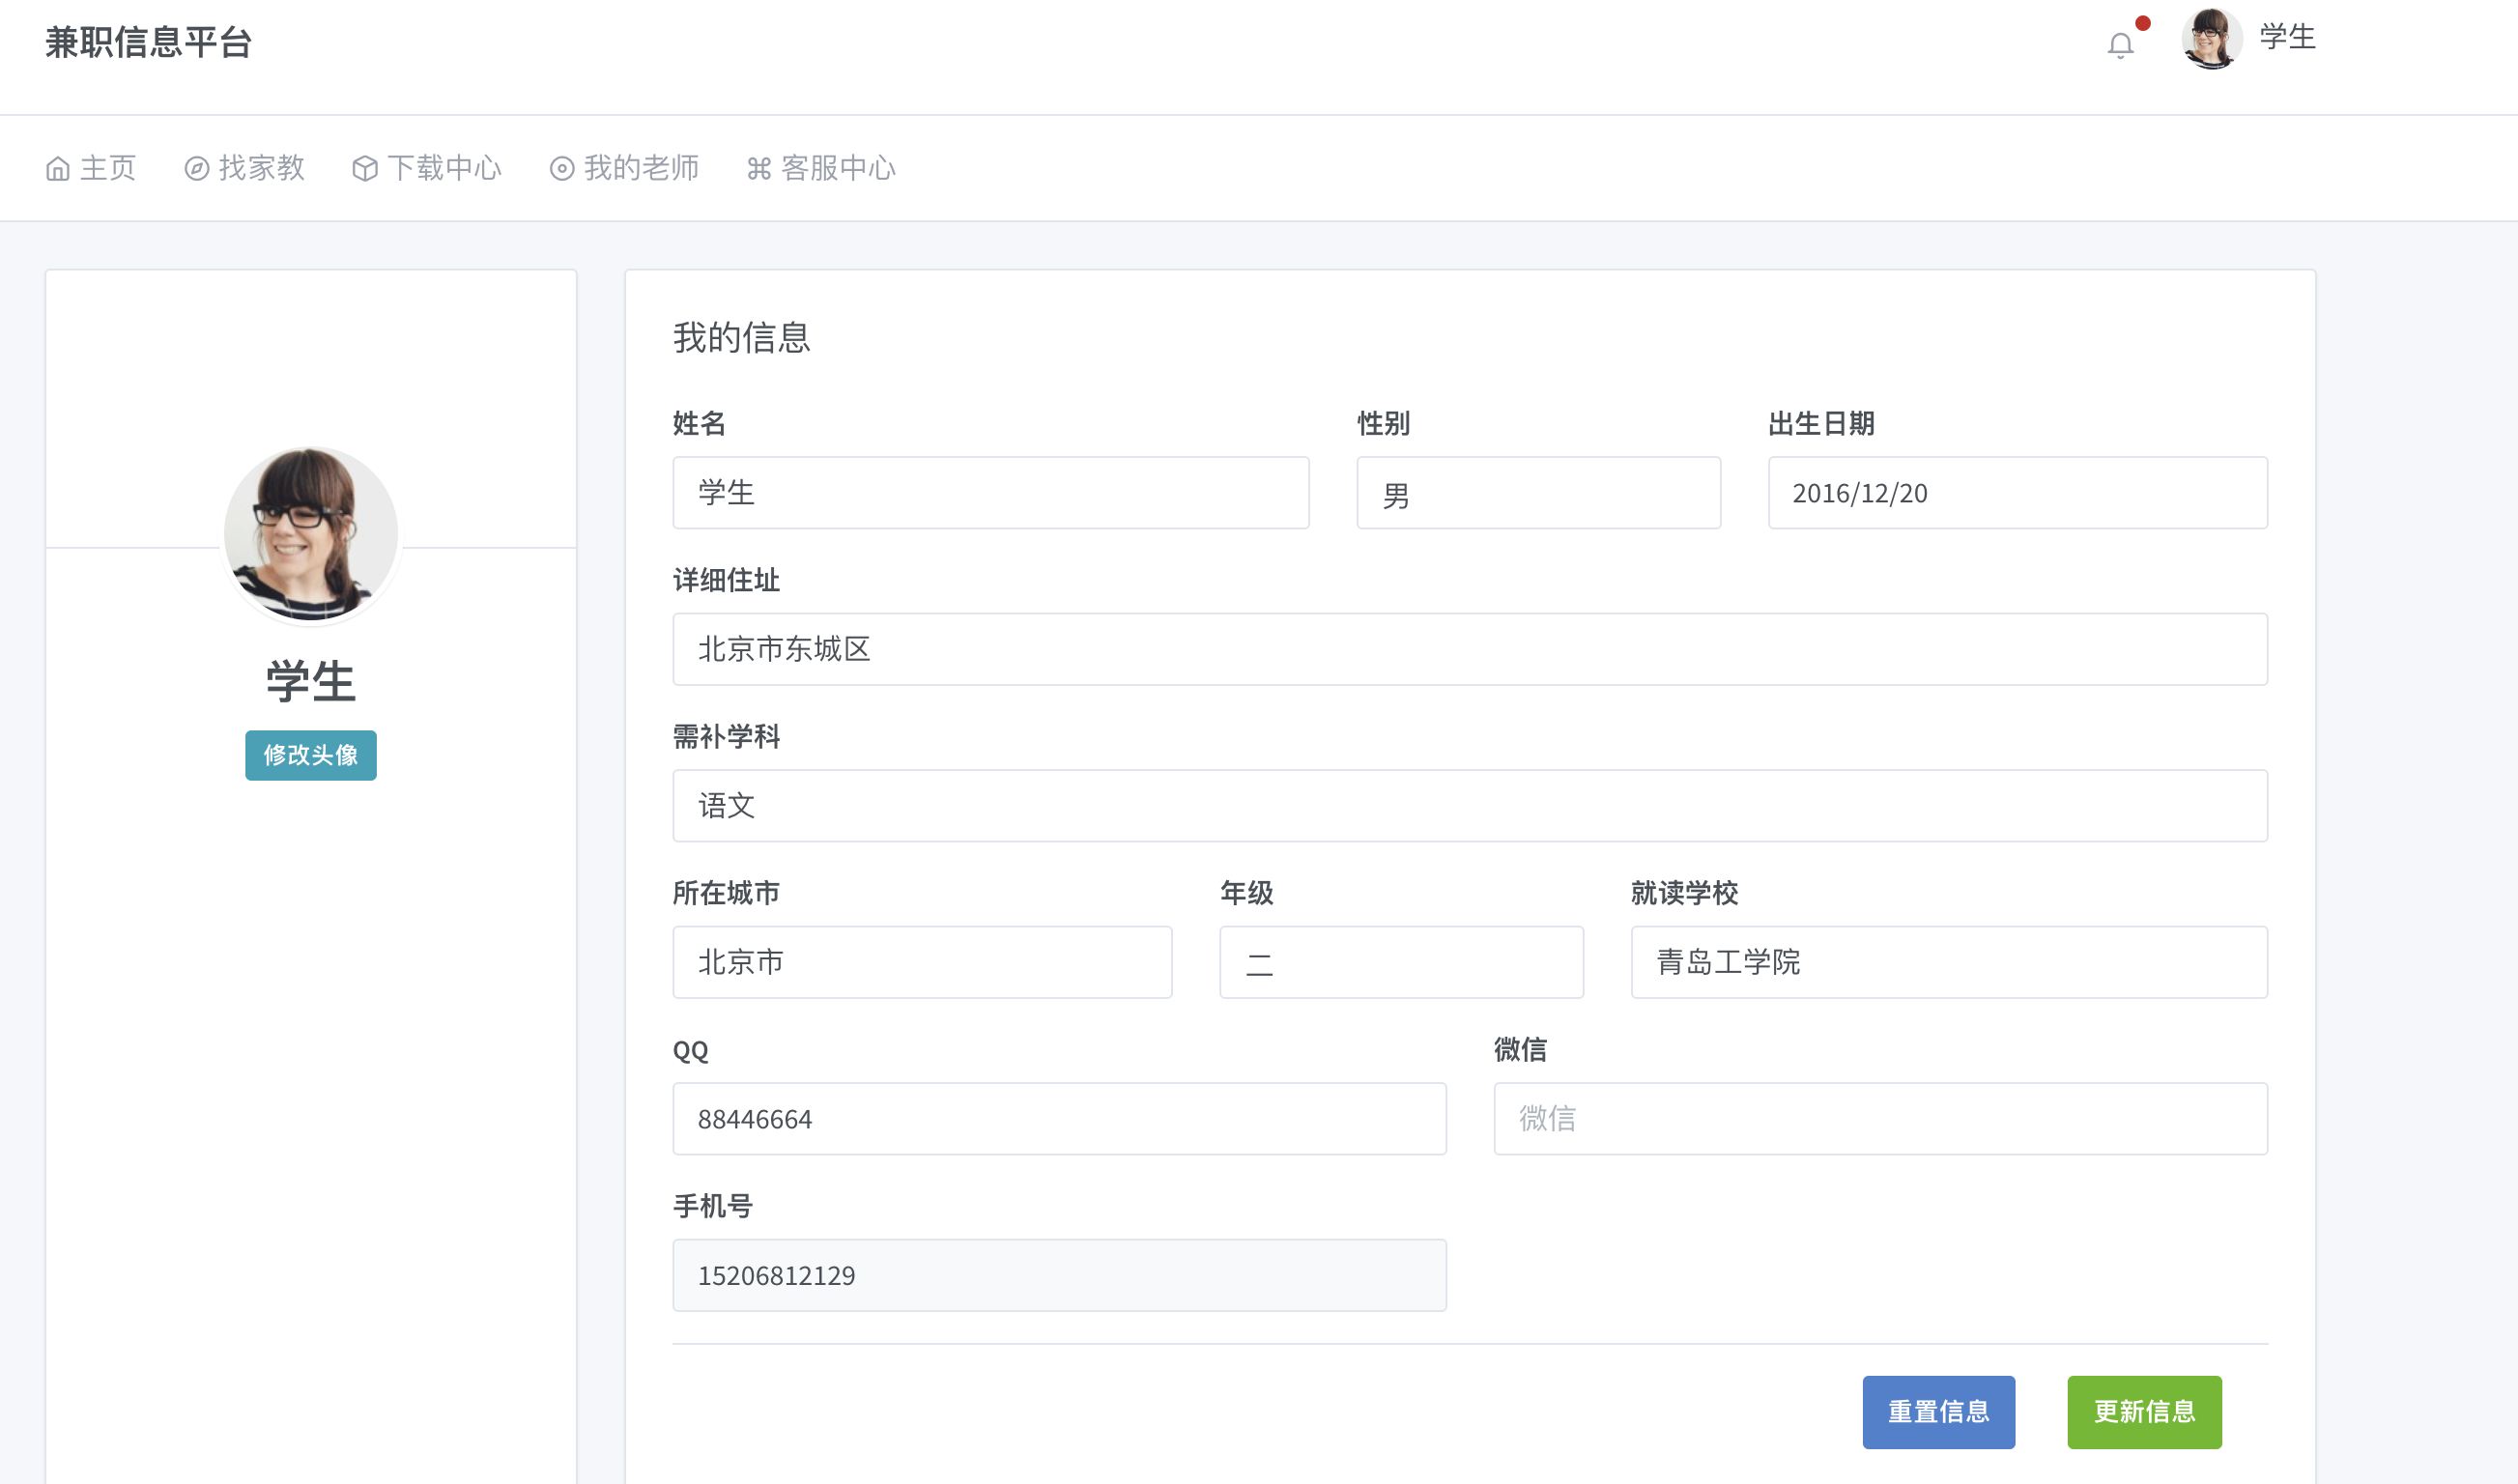 兼职信息平台
学生
主页 找家教 下载中心 我的老师 客服中心
学生
修改头像
我的信息
姓名 性别 出生日期
学生 男 2016/12/20
详细住址
北京市东城区
需补学科
语文
所在城市 年级 就读学校
北京市 二 青岛工学院
QQ 微信
88446664 微信
手机号
15206812129
重置信息 更新信息